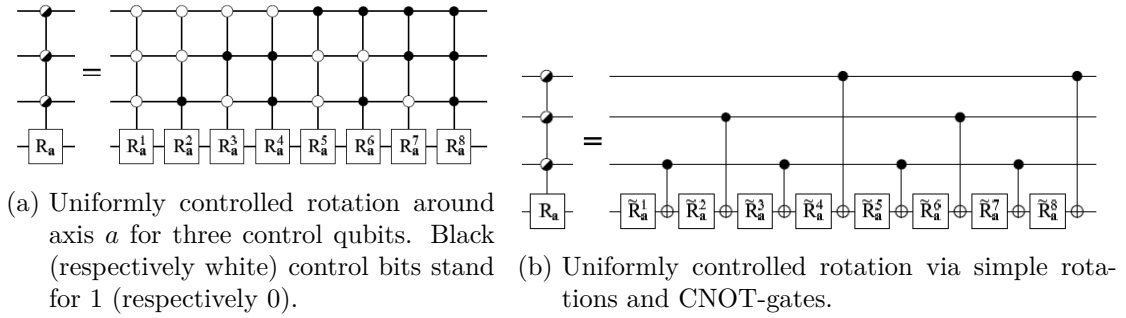 =
R_a R_a^1 R_a^2 R_a^3 R_a^4 R_a^5 R_a^6 R_a^7 R_a^8
(a) Uniformly controlled rotation around
axis a for three control qubits. Black
(respectively white) control bits stand
for 1 (respectively 0).
=
R_a R̃_a^1 R̃_a^2 R̃_a^3 R̃_a^4 R̃_a^5 R̃_a^6 R̃_a^7 R̃_a^8
(b) Uniformly controlled rotation via simple rota-
tions and CNOT-gates.